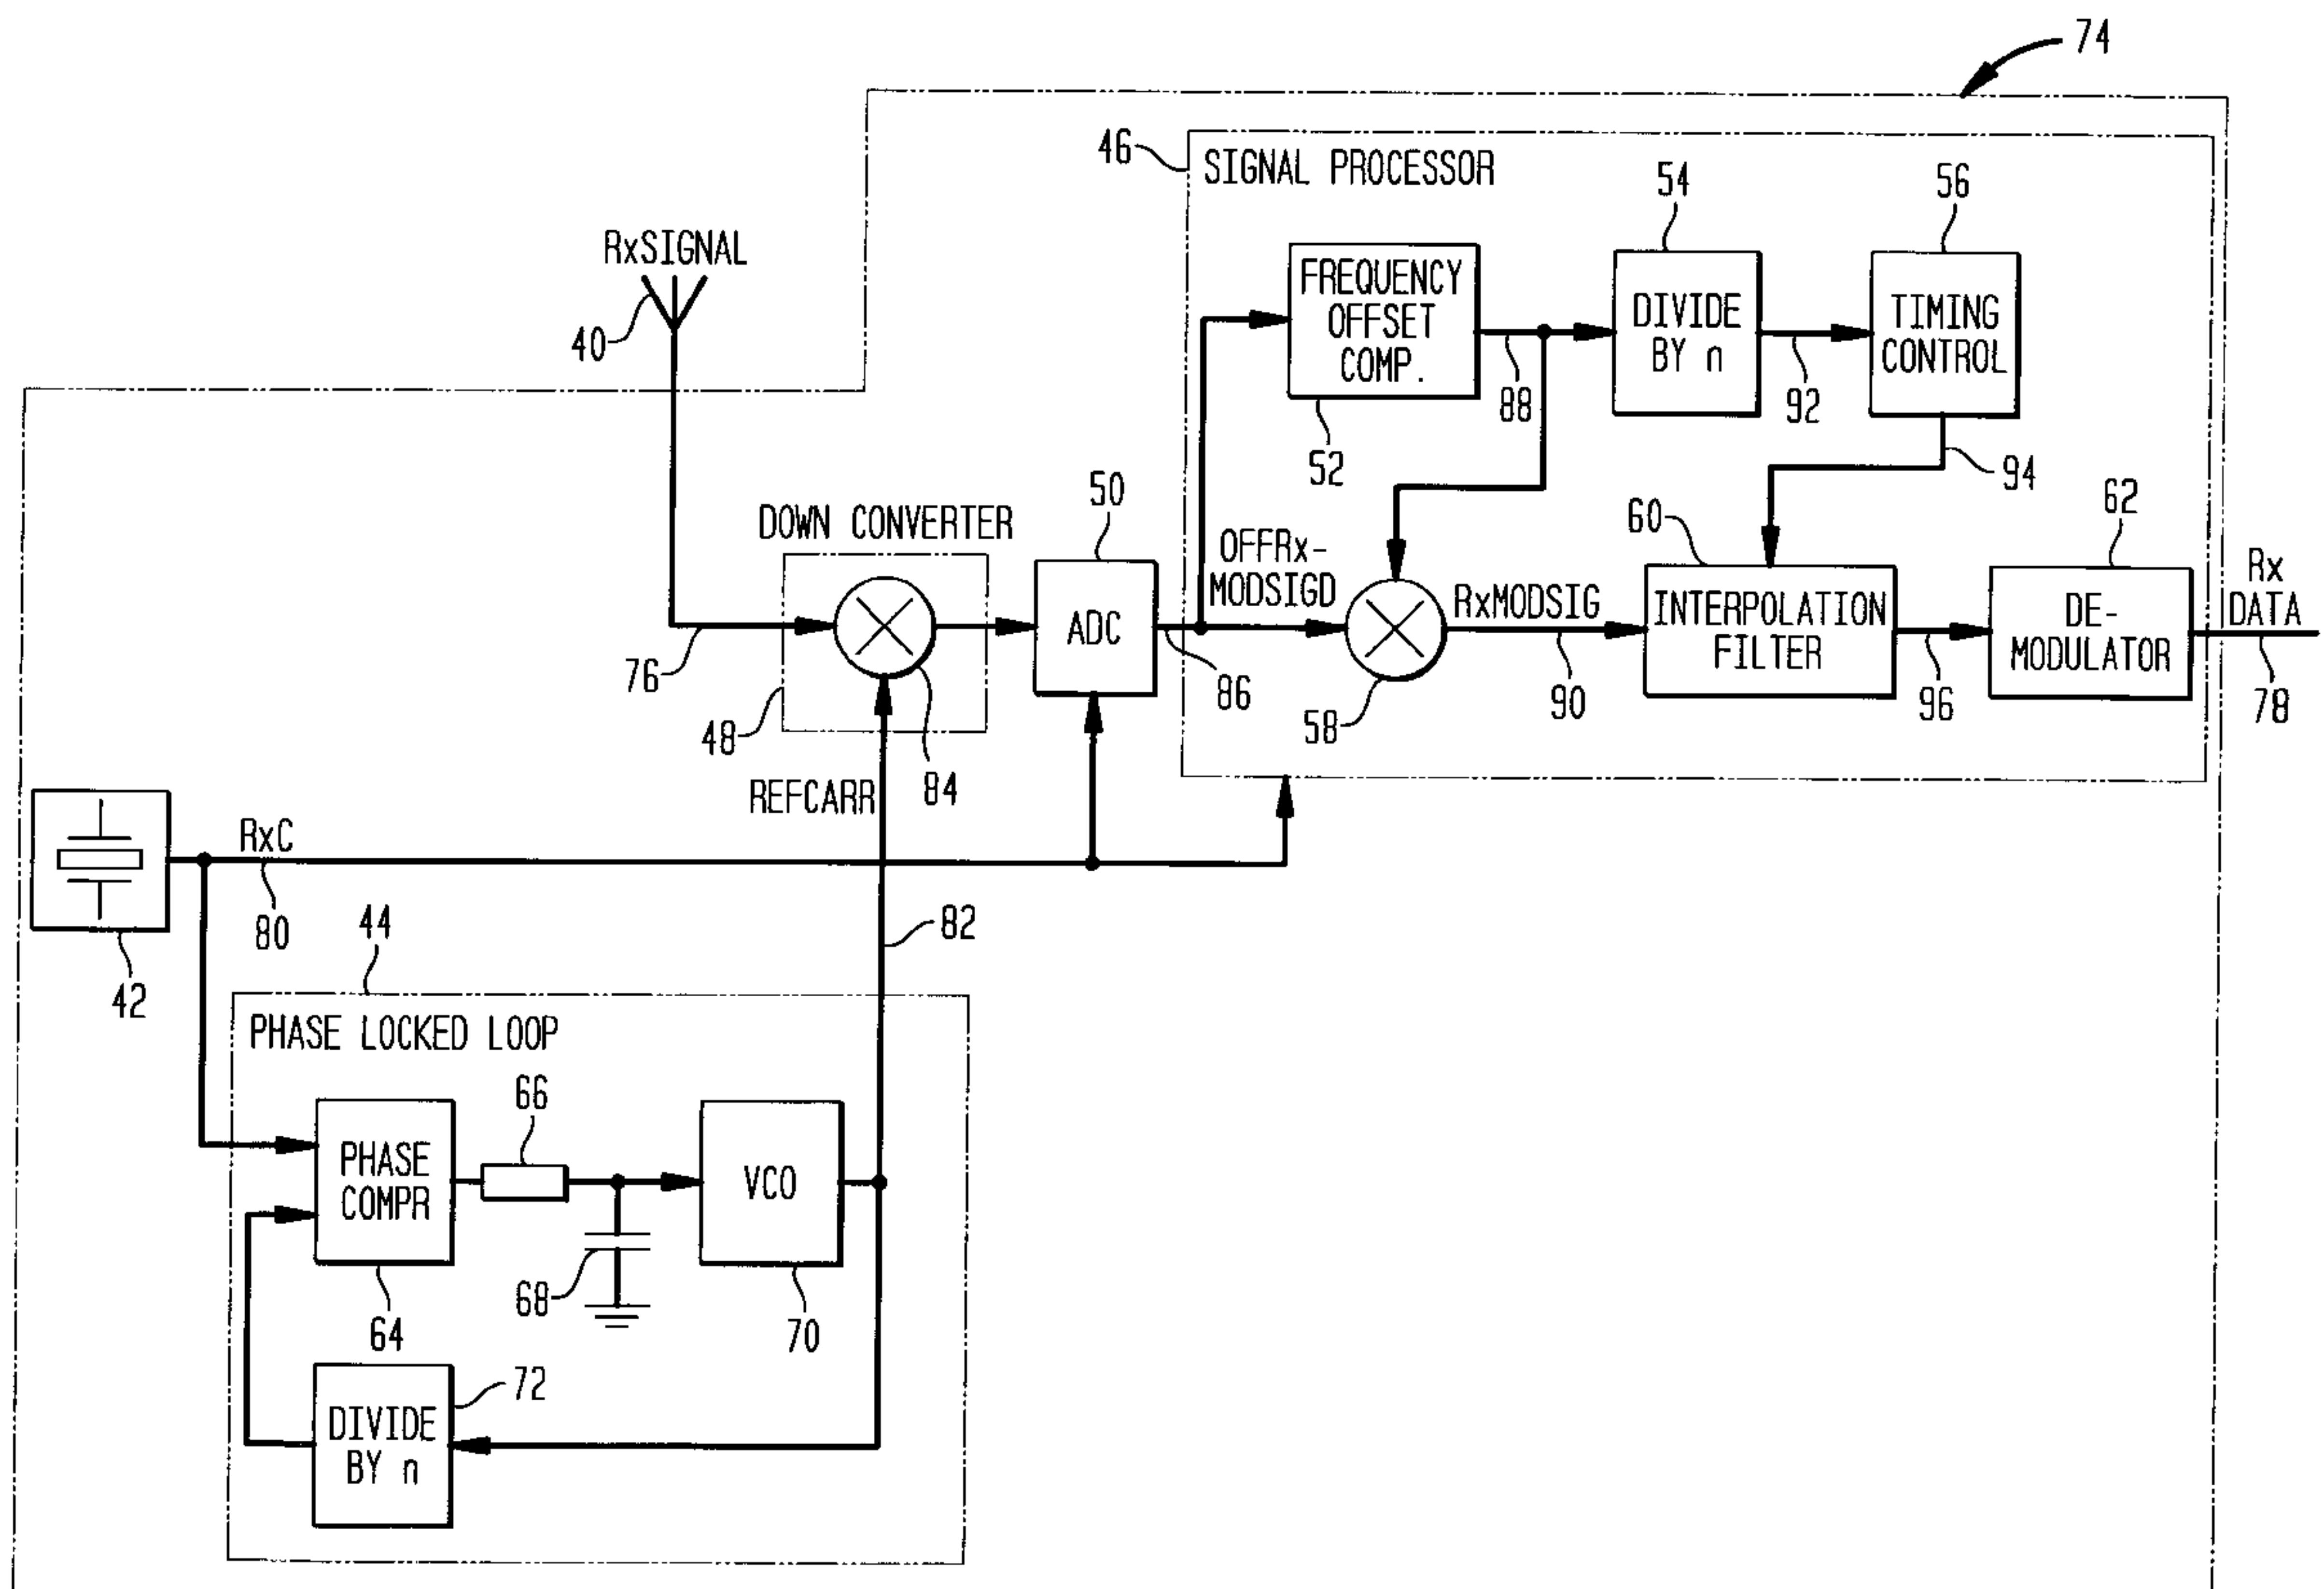 74
46
SIGNAL PROCESSOR
54
56
RxSIGNAL
40
FREQUENCY
OFFSET
COMP.
52
88
DIVIDE
BY n
92
TIMING
CONTROL
94
DOWN CONVERTER
50
OFFRx-
MODSIGD
60
62
76
84
48
ADC
86
58
RxMODSIG
90
INTERPOLATION
FILTER
96
DE-
MODULATOR
Rx
DATA
78
REFCARR
RxC
80
42
44
82
PHASE LOCKED LOOP
66
PHASE
COMPR
64
68
VCO
70
72
DIVIDE
BY n